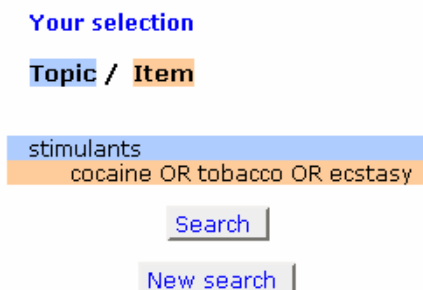 Your selection
Topic / Item
stimulants
cocaine OR tobacco OR ecstasy
Search
New search